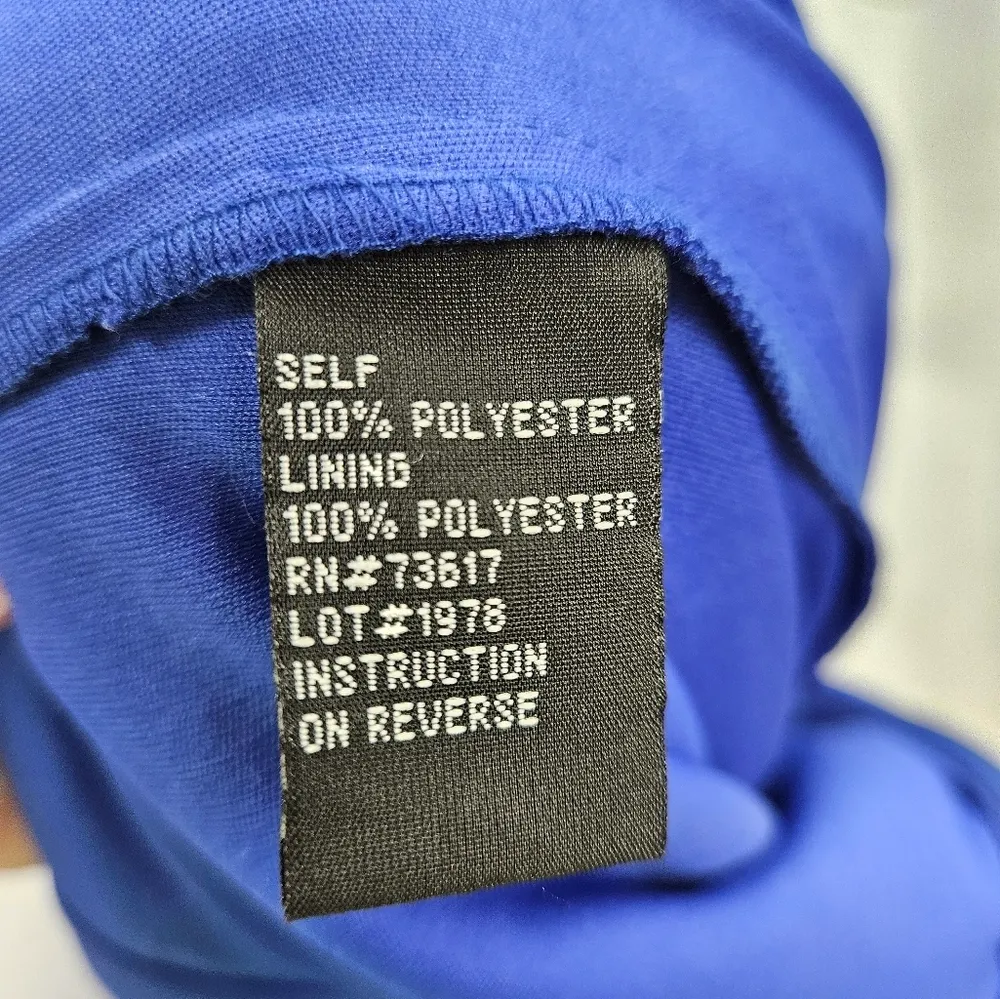 SELF
100% POLYESTER
LINING
100% POLYESTER
RN#73617
LOT#1978
INSTRUCTION
ON REVERSE